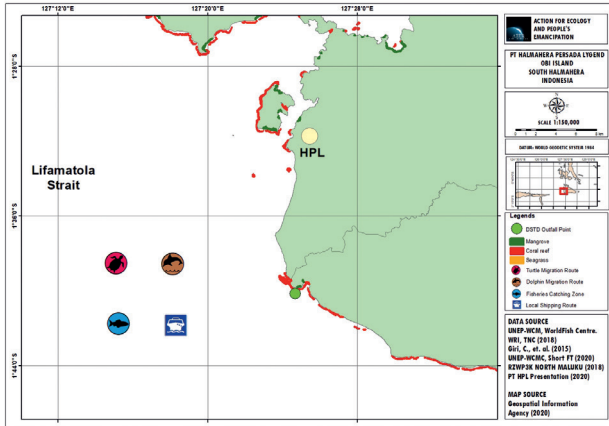 127°12'0"E
127°20'0"E
127°28'0"E
1°28'0"S
1°36'0"S
1°44'0"S
HPL
Lifamatola
Strait
ACTION FOR ECOLOGY
AND PEOPLE'S
EMANCIPATION
PT HALMAHERA PERSADA LYGEND
OBI ISLAND
SOUTH HALMAHERA
INDONESIA
SCALE 1:150,000
DATUM: WORLD GEODETIC SYSTEM 1984
Legends
DSTD Outfall Point
Mangrove
Coral reef
Seagrass
Turtle Migration Route
Dolphin Migration Route
Fisheries Catching Zone
Local Shipping Route
DATA SOURCE
UNEP-WCM, WorldFish Centre.
WRI, TNC (2018)
Giri, C., et. al. (2015)
UNEP-WCMC, Short FT (2020)
RZWP3K NORTH MALUKU (2018)
PT HPL Presentation (2020)
MAP SOURCE
Geospatial Information
Agency (2020)